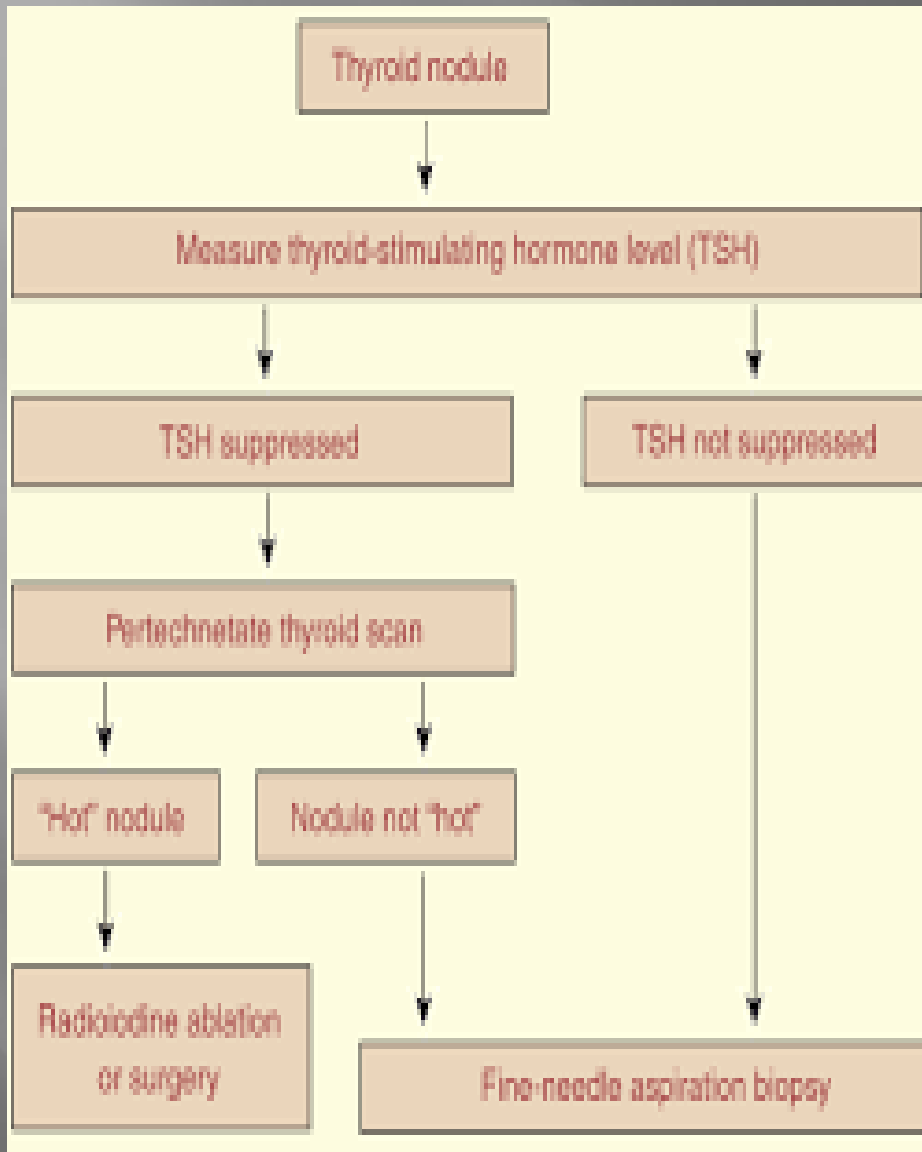 Thyroid nodule
Measure thyroid-stimulating hormone level (TSH)
TSH suppressed
TSH not suppressed
Pertechnetate thyroid scan
"Hot" nodule
Nodule not "hot"
Radioiodine ablation
or surgery
Fine-needle aspiration biopsy